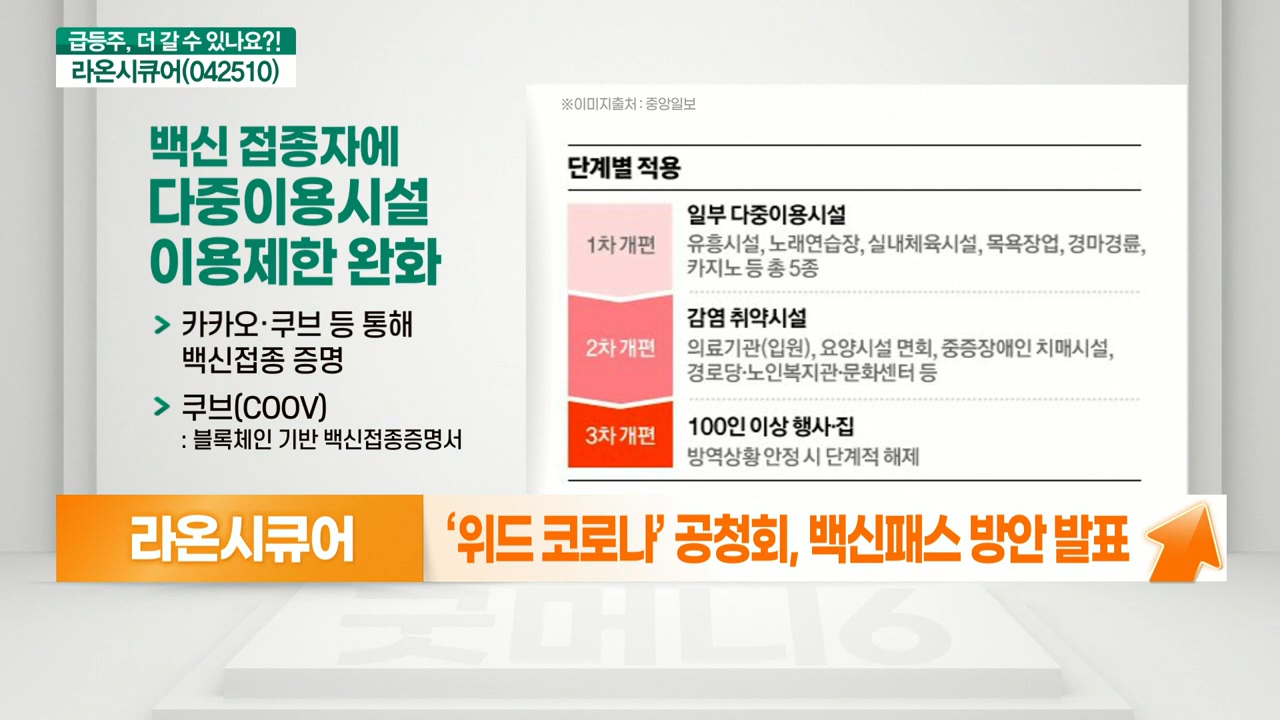 급등주, 더 갈 수 있나요?!
라온시큐어(042510)
백신 접종자에
다중이용시설
이용제한 완화
> 카카오·쿠브 등 통해
백신접종 증명
> 쿠브(COOV)
: 블록체인 기반 백신접종증명서
※이미지출처 : 중앙일보
단계별 적용
1차 개편
일부 다중이용시설
유흥시설, 노래연습장, 실내체육시설, 목욕장업, 경마경륜,
카지노 등 총 5종
2차 개편
감염 취약시설
의료기관(입원), 요양시설 면회, 중증장애인 치매시설,
경로당·노인복지관·문화센터 등
3차 개편
100인 이상 행사·집
방역상황 안정 시 단계적 해제
라온시큐어
‘위드 코로나’ 공청회, 백신패스 방안 발표
굿머니6